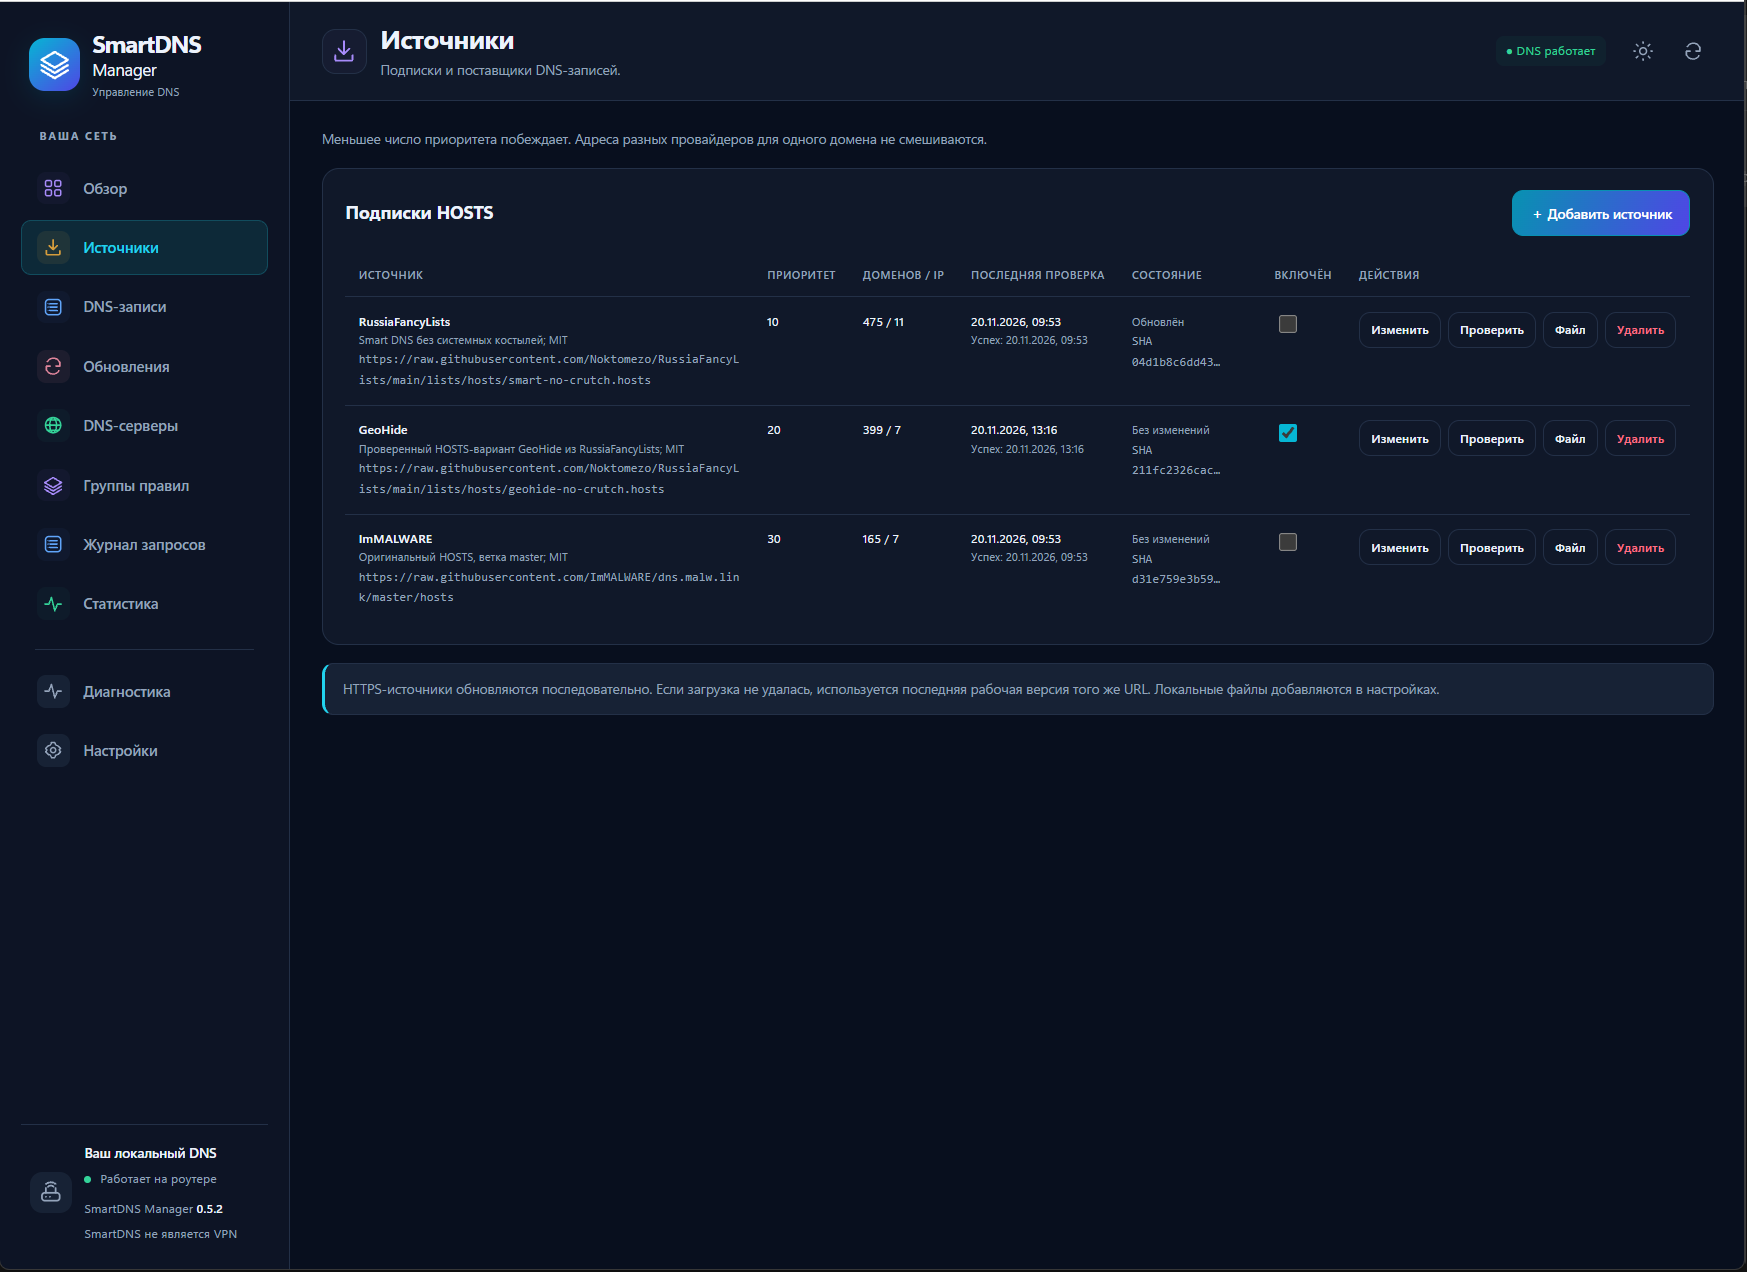 SmartDNS
Manager
Управление DNS
ВАША СЕТЬ
Обзор
Источники
DNS-записи
Обновления
DNS-серверы
Группы правил
Журнал запросов
Статистика
Диагностика
Настройки
Ваш локальный DNS
Работает на роутере
SmartDNS Manager 0.5.2
SmartDNS не является VPN
Источники
Подписки и поставщики DNS-записей.
DNS работает
Меньшее число приоритета побеждает. Адреса разных провайдеров для одного домена не смешиваются.
Подписки HOSTS
+ Добавить источник
ИСТОЧНИК ПРИОРИТЕТ ДОМЕНОВ / IP ПОСЛЕДНЯЯ ПРОВЕРКА СОСТОЯНИЕ ВКЛЮЧЁН ДЕЙСТВИЯ
RussiaFancyLists 10 475 / 11 20.11.2026, 09:53 Обновлён Изменить Проверить Файл Удалить
Smart DNS без системных костылей; MIT Успех: 20.11.2026, 09:53 SHA
https://raw.githubusercontent.com/Noktomezo/RussiaFancyL 04d1b8c6dd43…
ists/main/lists/hosts/smart-no-crutch.hosts
GeoHide 20 399 / 7 20.11.2026, 13:16 Без изменений Изменить Проверить Файл Удалить
Проверенный HOSTS-вариант GeoHide из RussiaFancyLists; MIT Успех: 20.11.2026, 13:16 SHA
https://raw.githubusercontent.com/Noktomezo/RussiaFancyL 211fc2326cac…
ists/main/lists/hosts/geohide-no-crutch.hosts
ImMALWARE 30 165 / 7 20.11.2026, 09:53 Без изменений Изменить Проверить Файл Удалить
Оригинальный HOSTS, ветка master; MIT Успех: 20.11.2026, 09:53 SHA
https://raw.githubusercontent.com/ImMALWARE/dns.malw.lin d31e759e3b59…
k/master/hosts
HTTPS-источники обновляются последовательно. Если загрузка не удалась, используется последняя рабочая версия того же URL. Локальные файлы добавляются в настройках.